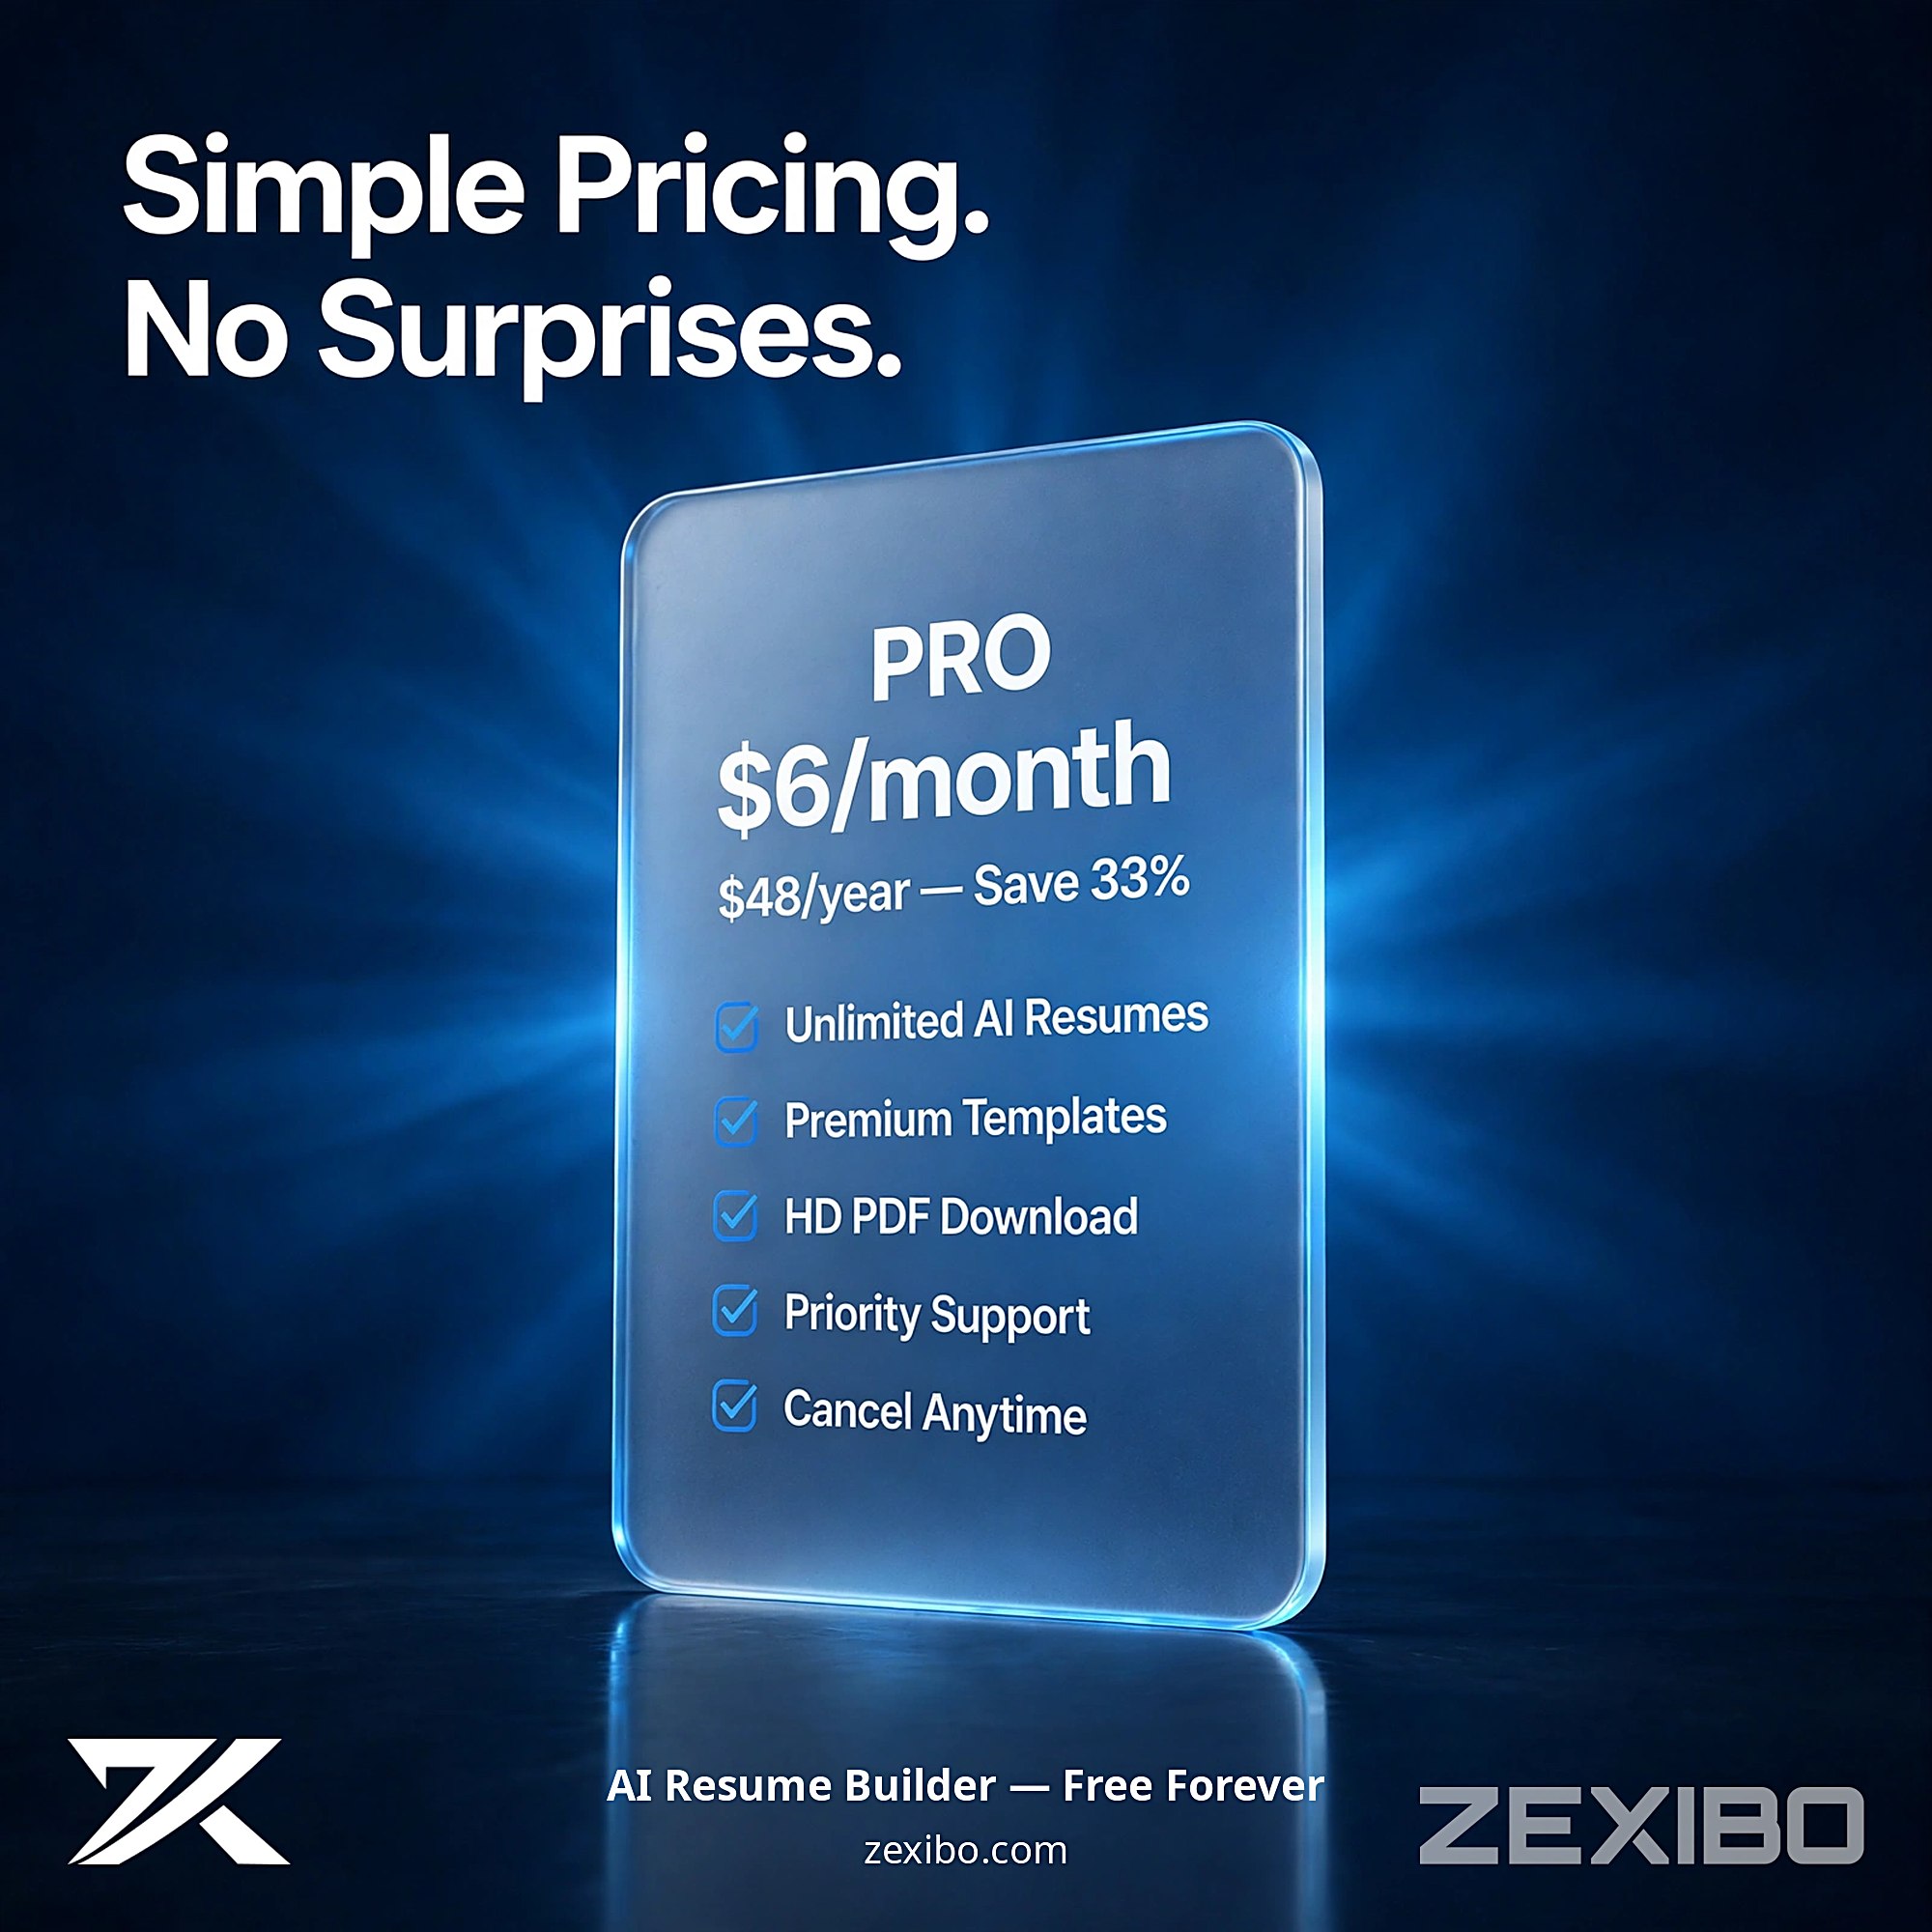 Simple Pricing.
No Surprises.
PRO
$6/month
$48/year — Save 33%
Unlimited AI Resumes
Premium Templates
HD PDF Download
Priority Support
Cancel Anytime
AI Resume Builder — Free Forever
zexibo.com
ZEXIBO